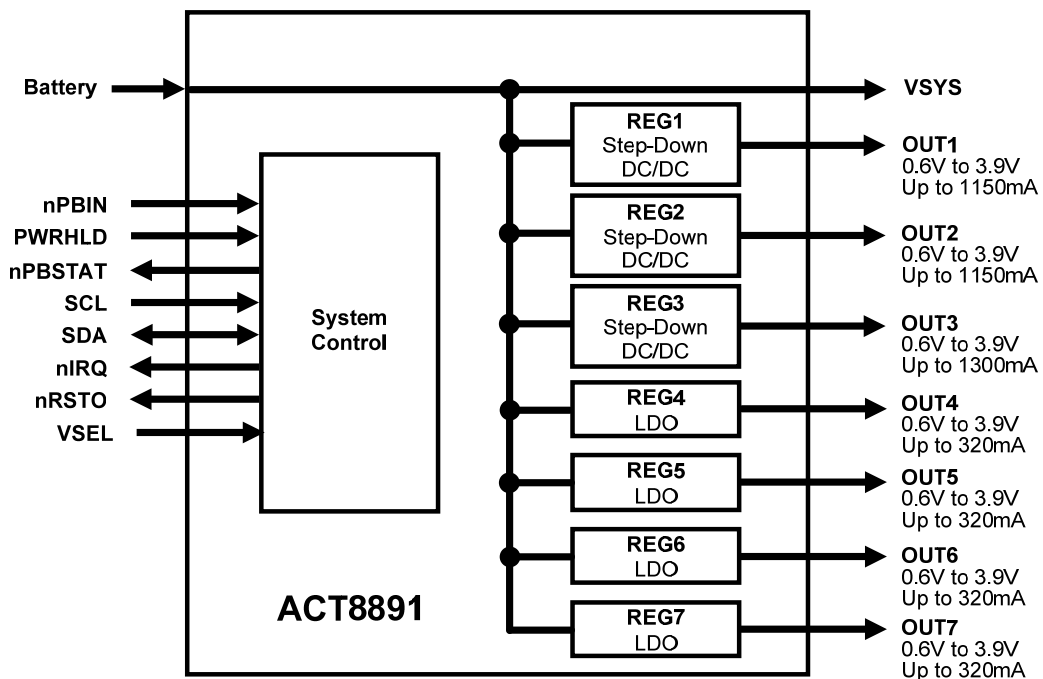 Battery
VSYS
nPBIN
PWRHLD
nPBSTAT
SCL
SDA
nIRQ
nRSTO
VSEL
System
Control
ACT8891
REG1
Step-Down
DC/DC
OUT1
0.6V to 3.9V
Up to 1150mA
REG2
Step-Down
DC/DC
OUT2
0.6V to 3.9V
Up to 1150mA
REG3
Step-Down
DC/DC
OUT3
0.6V to 3.9V
Up to 1300mA
REG4
LDO
OUT4
0.6V to 3.9V
Up to 320mA
REG5
LDO
OUT5
0.6V to 3.9V
Up to 320mA
REG6
LDO
OUT6
0.6V to 3.9V
Up to 320mA
REG7
LDO
OUT7
0.6V to 3.9V
Up to 320mA